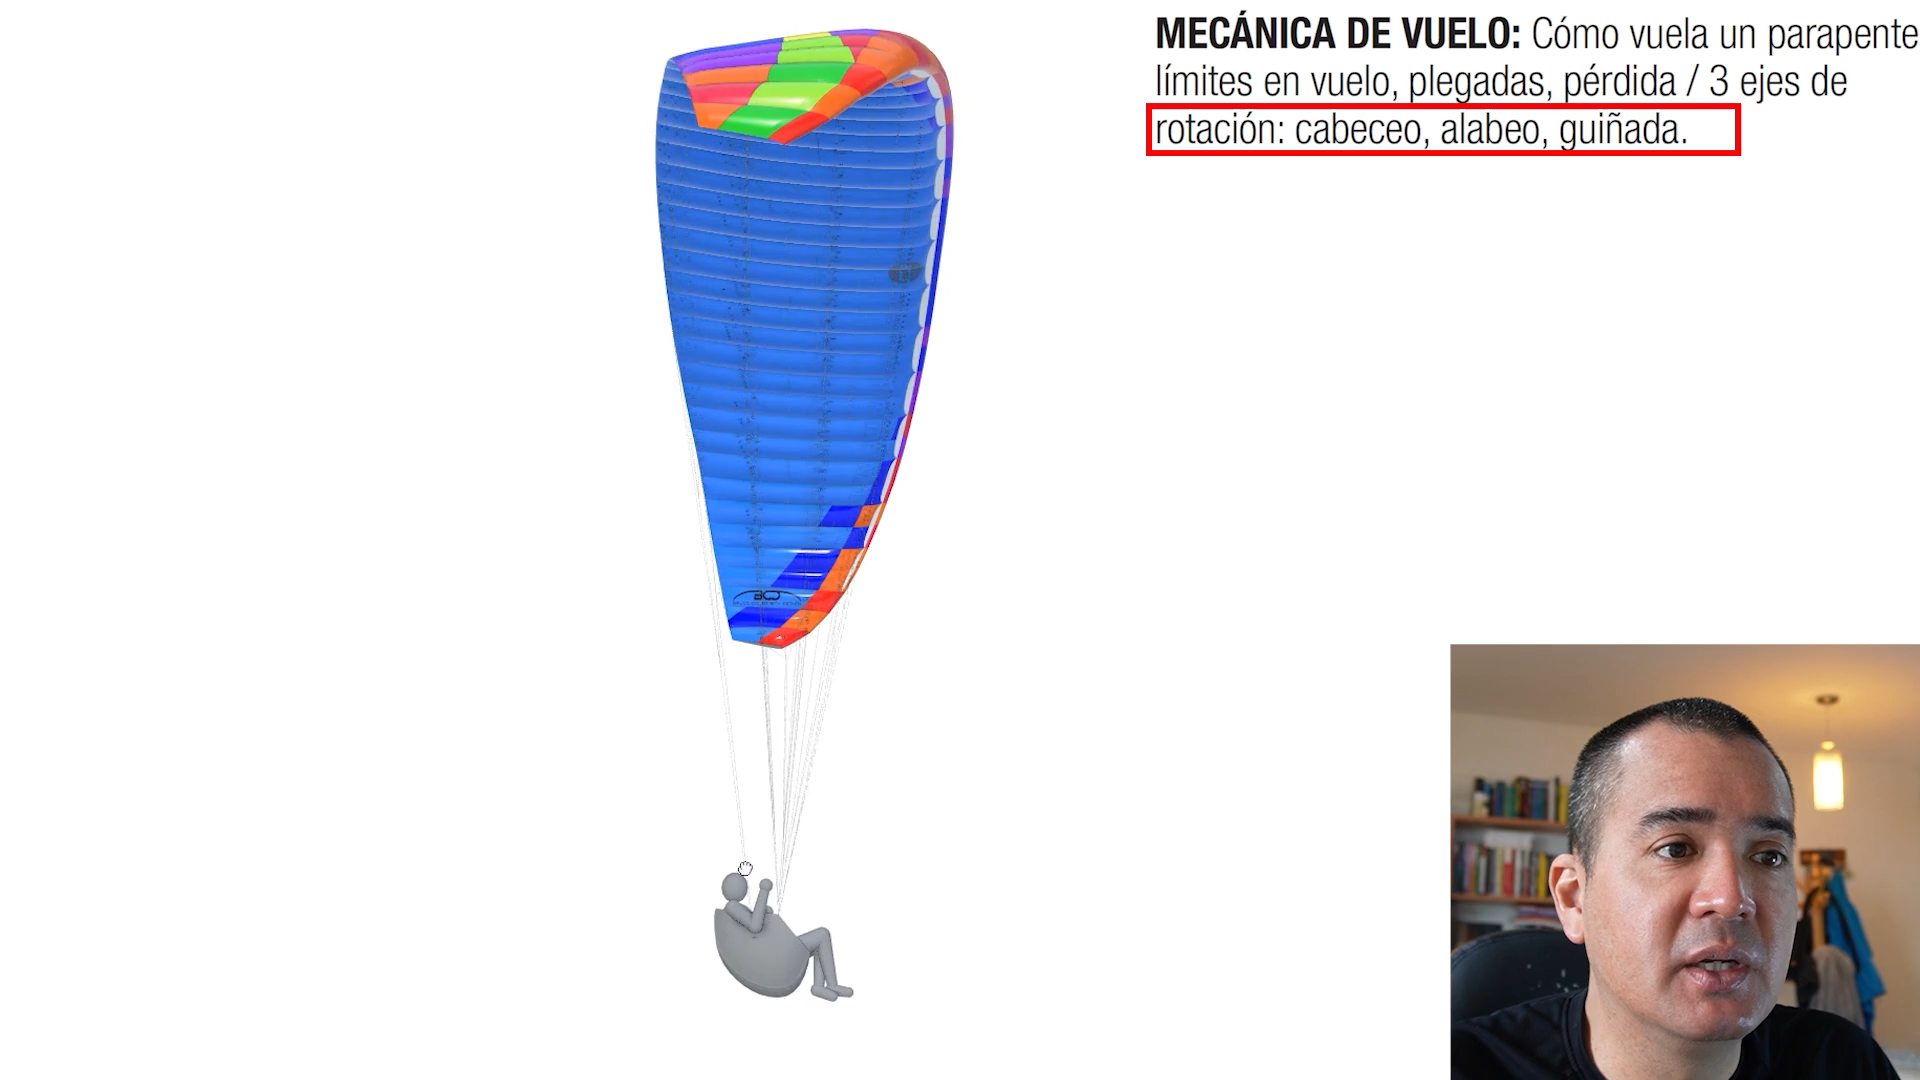 MECÁNICA DE VUELO: Cómo vuela un parapente
límites en vuelo, plegadas, pérdida / 3 ejes de
rotación: cabeceo, alabeo, guiñada.